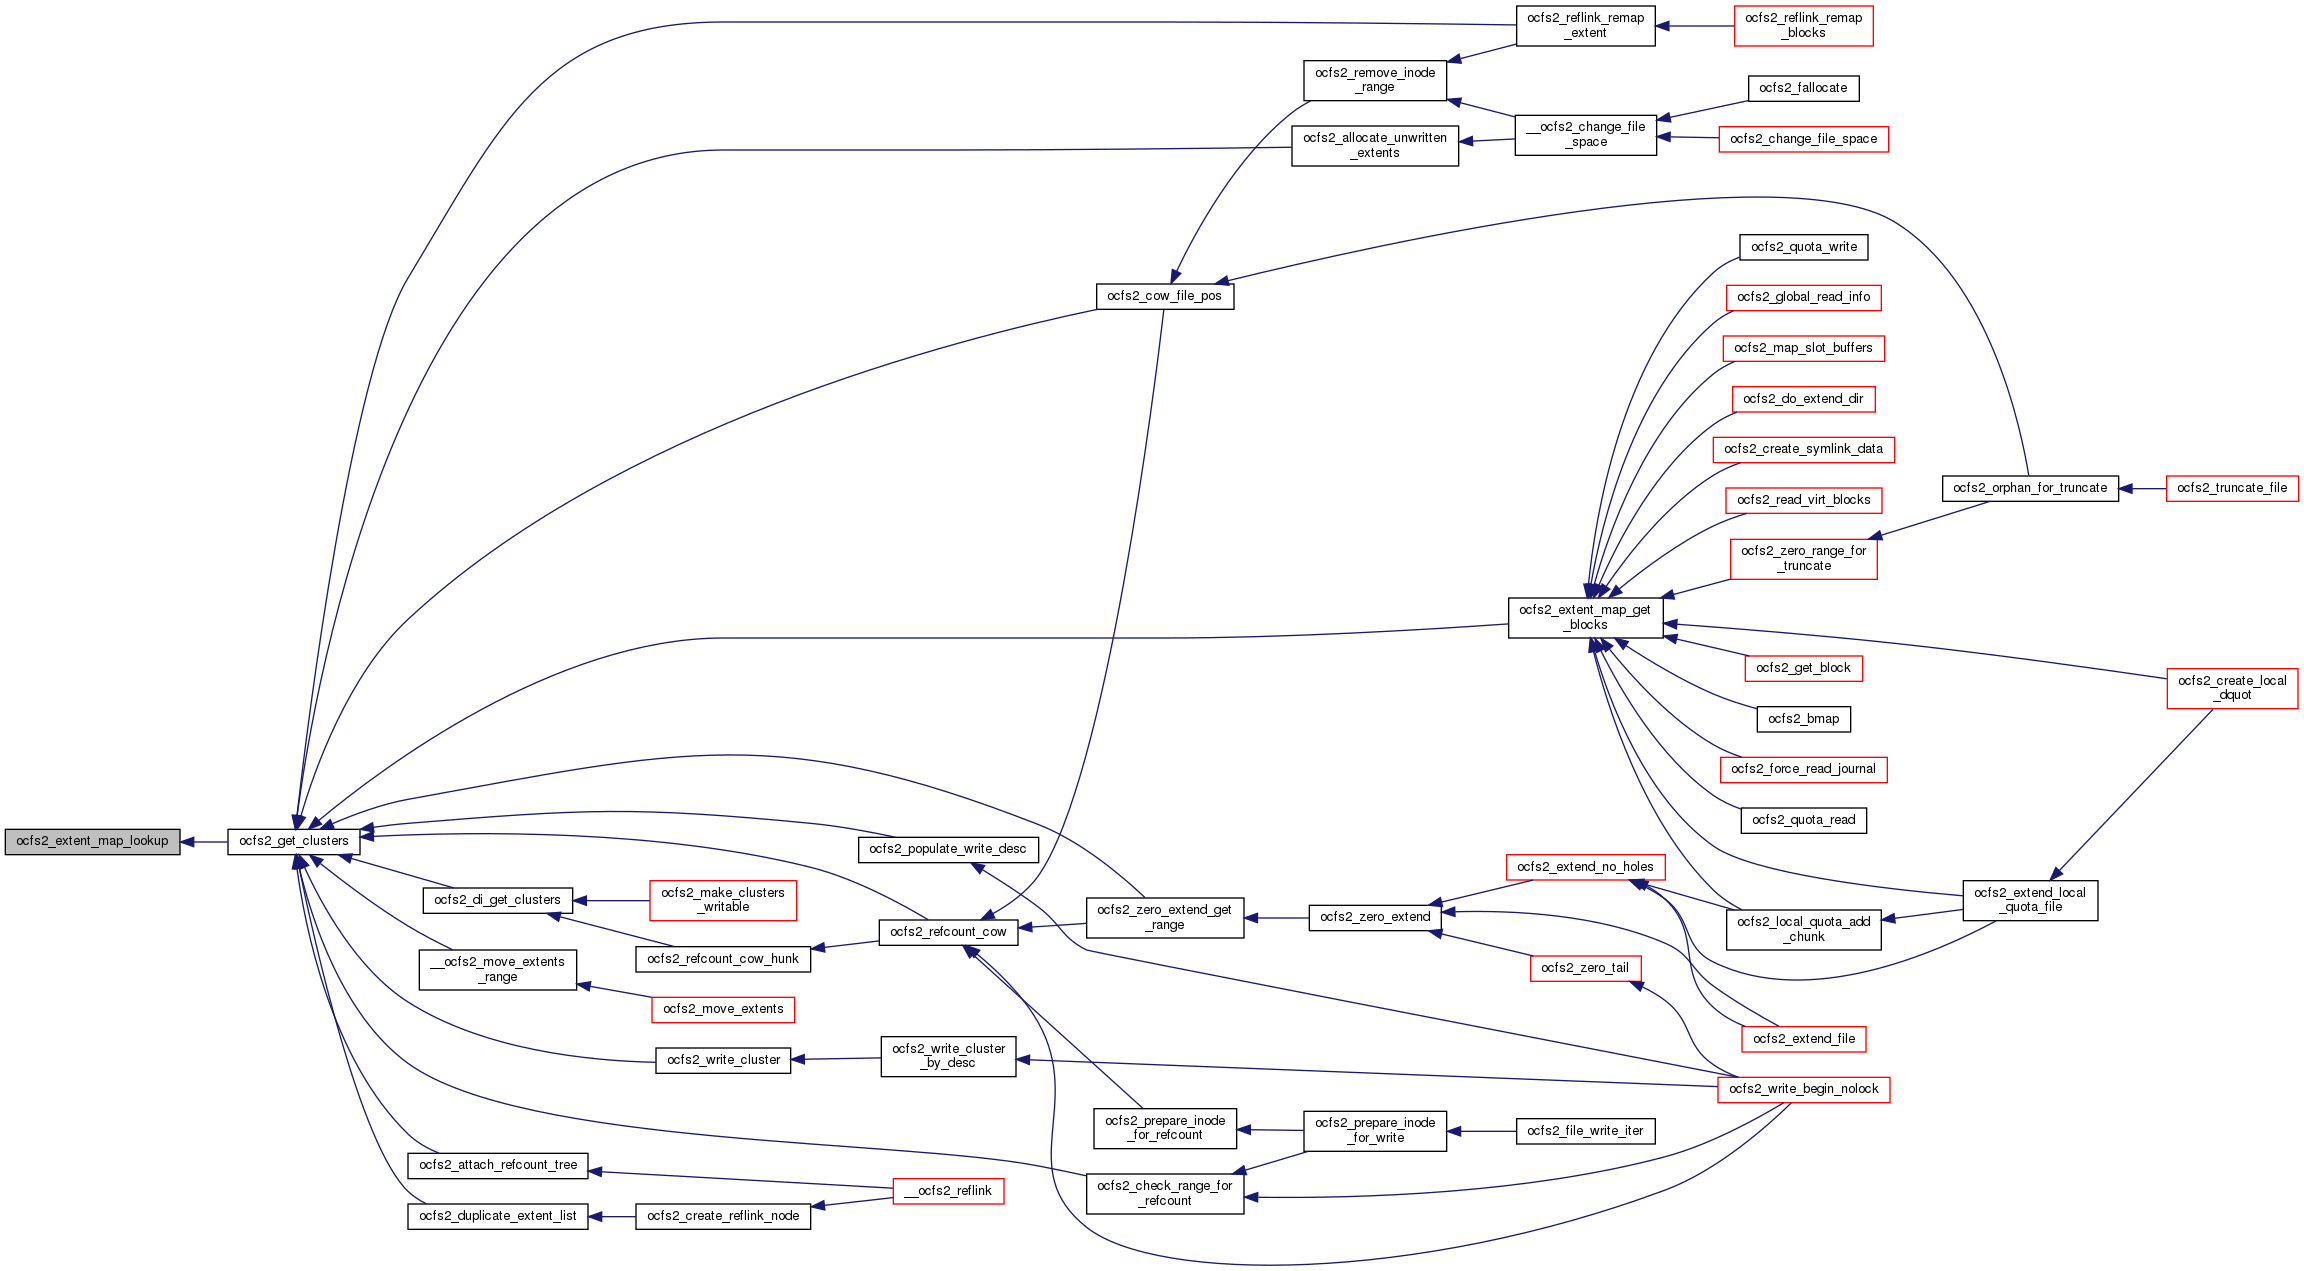 ocfs2_reflink_remap
_extent
ocfs2_reflink_remap
_blocks
ocfs2_remove_inode
_range
ocfs2_fallocate
__ocfs2_change_file
_space
ocfs2_change_file_space
ocfs2_allocate_unwritten
_extents
ocfs2_quota_write
ocfs2_cow_file_pos
ocfs2_global_read_info
ocfs2_map_slot_buffers
ocfs2_do_extend_dir
ocfs2_create_symlink_data
ocfs2_read_virt_blocks
ocfs2_orphan_for_truncate
ocfs2_truncate_file
ocfs2_zero_range_for
_truncate
ocfs2_extent_map_get
_blocks
ocfs2_get_block
ocfs2_create_local
_dquot
ocfs2_bmap
ocfs2_force_read_journal
ocfs2_quota_read
ocfs2_extent_map_lookup
ocfs2_get_clusters
ocfs2_populate_write_desc
ocfs2_extend_no_holes
ocfs2_di_get_clusters
ocfs2_make_clusters
_writable
ocfs2_zero_extend_get
_range
ocfs2_zero_extend
ocfs2_extend_local
_quota_file
ocfs2_local_quota_add
_chunk
ocfs2_refcount_cow
ocfs2_refcount_cow_hunk
__ocfs2_move_extents
_range
ocfs2_zero_tail
ocfs2_move_extents
ocfs2_extend_file
ocfs2_write_cluster
ocfs2_write_cluster
_by_desc
ocfs2_write_begin_nolock
ocfs2_prepare_inode
_for_refcount
ocfs2_prepare_inode
_for_write
ocfs2_file_write_iter
ocfs2_attach_refcount_tree
__ocfs2_reflink
ocfs2_check_range_for
_refcount
ocfs2_duplicate_extent_list
ocfs2_create_reflink_node